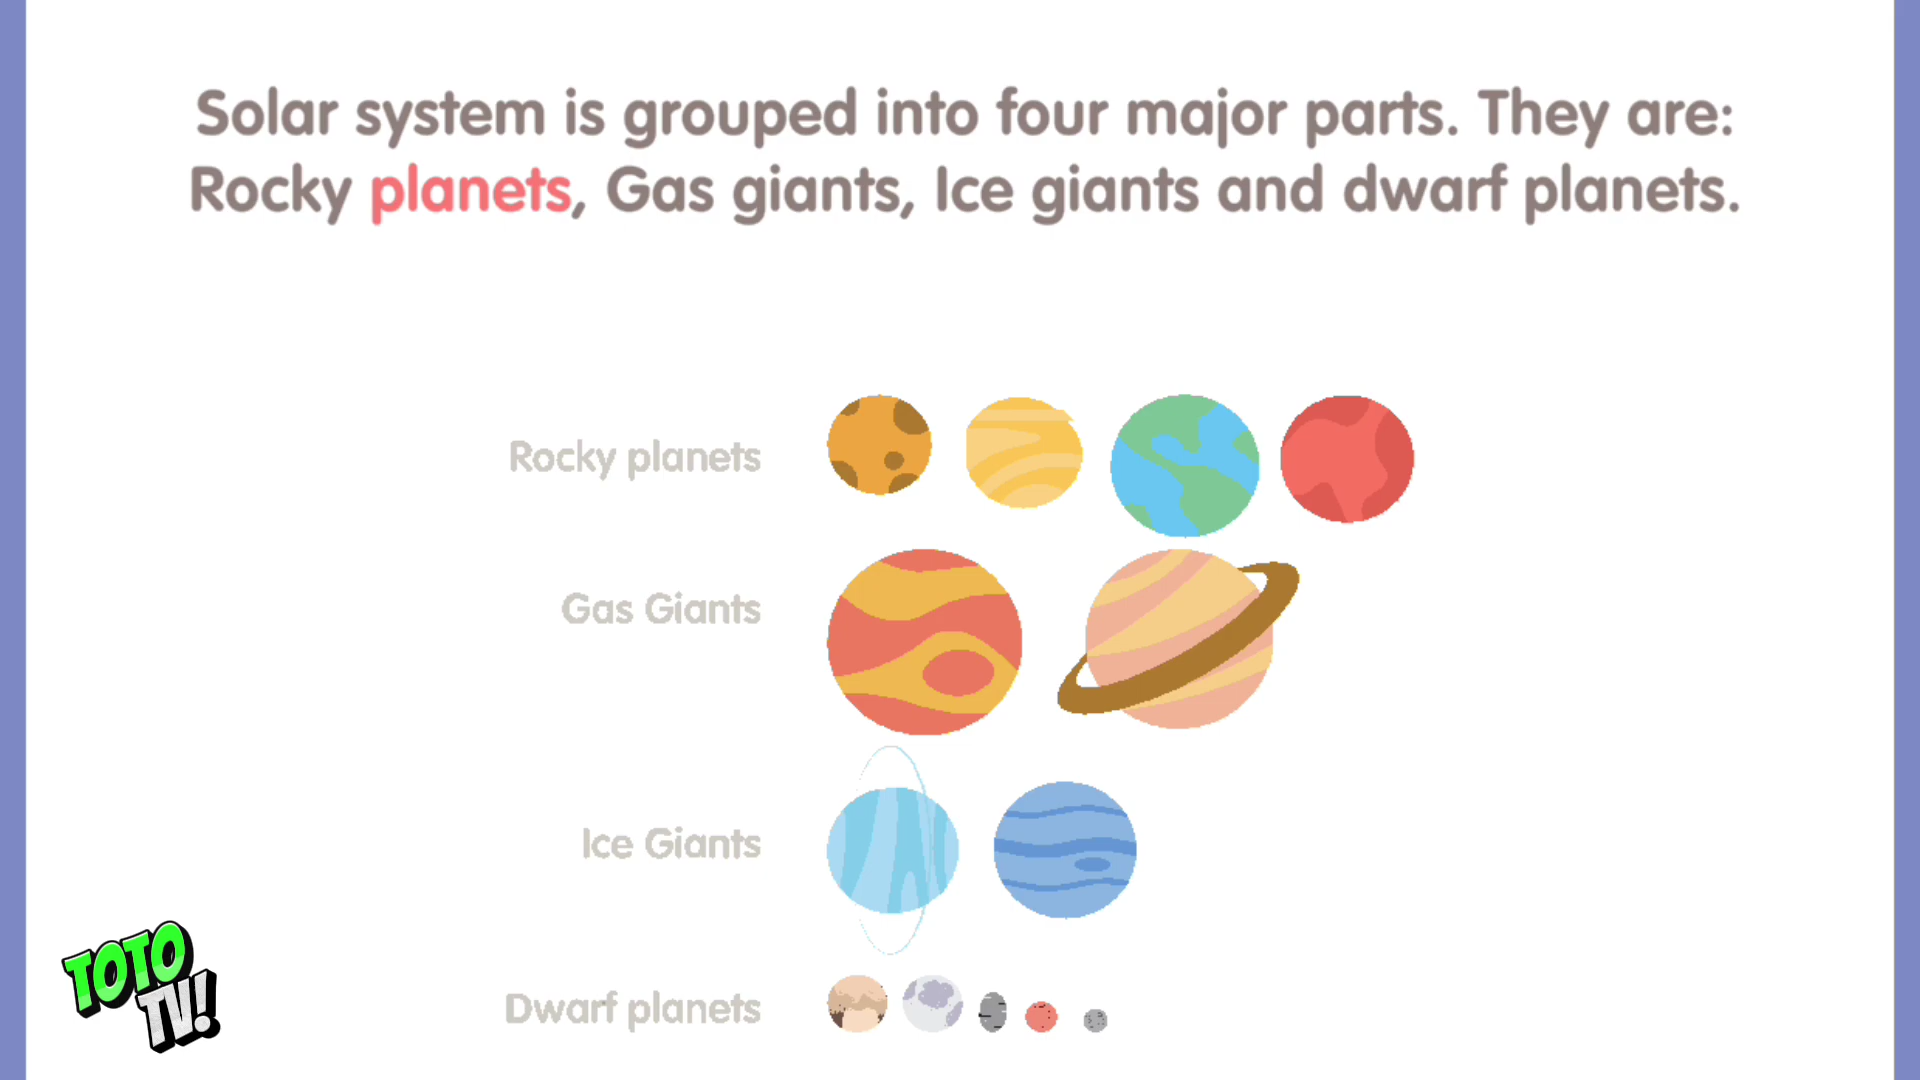 Solar system is grouped into four major parts. They are:
Rocky planets, Gas giants, Ice giants and dwarf planets.
Rocky planets
Gas Giants
Ice Giants
Dwarf planets
TOTO
TV!